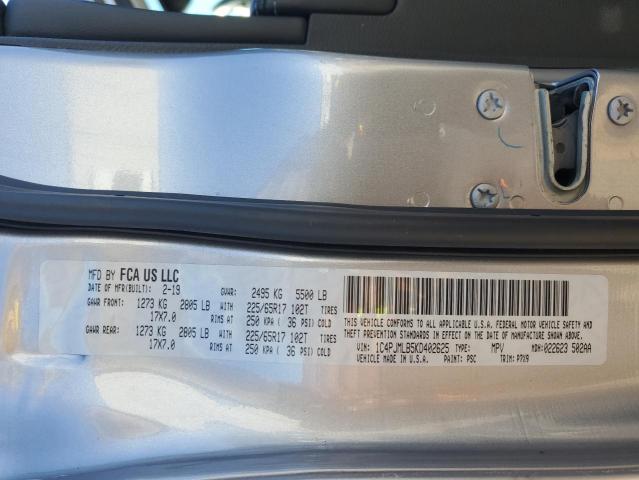 MFD BY FCA US LLC
DATE OF MFR(BUILT): 2-19 GVWR: 2495 KG 5500 LB
GAWR FRONT: 1273 KG 2805 LB WITH 225/65R17 102T TIRES
17X7.0 RIMS AT 250 KPA ( 36 PSI) COLD
GAWR REAR: 1273 KG 2805 LB WITH 225/65R17 102T TIRES
17X7.0 RIMS AT 250 KPA ( 36 PSI) COLD
THIS VEHICLE CONFORMS TO ALL APPLICABLE U.S.A. FEDERAL MOTOR VEHICLE SAFETY AND
THEFT PREVENTION STANDARDS IN EFFECT ON THE DATE OF MANUFACTURE SHOWN ABOVE.
VIN: 1C4PJMLB5KD402625 TYPE: MPV MDH: 022623 502AA
VEHICLE MADE IN U.S.A. PAINT: PSC TRIM: P7X9